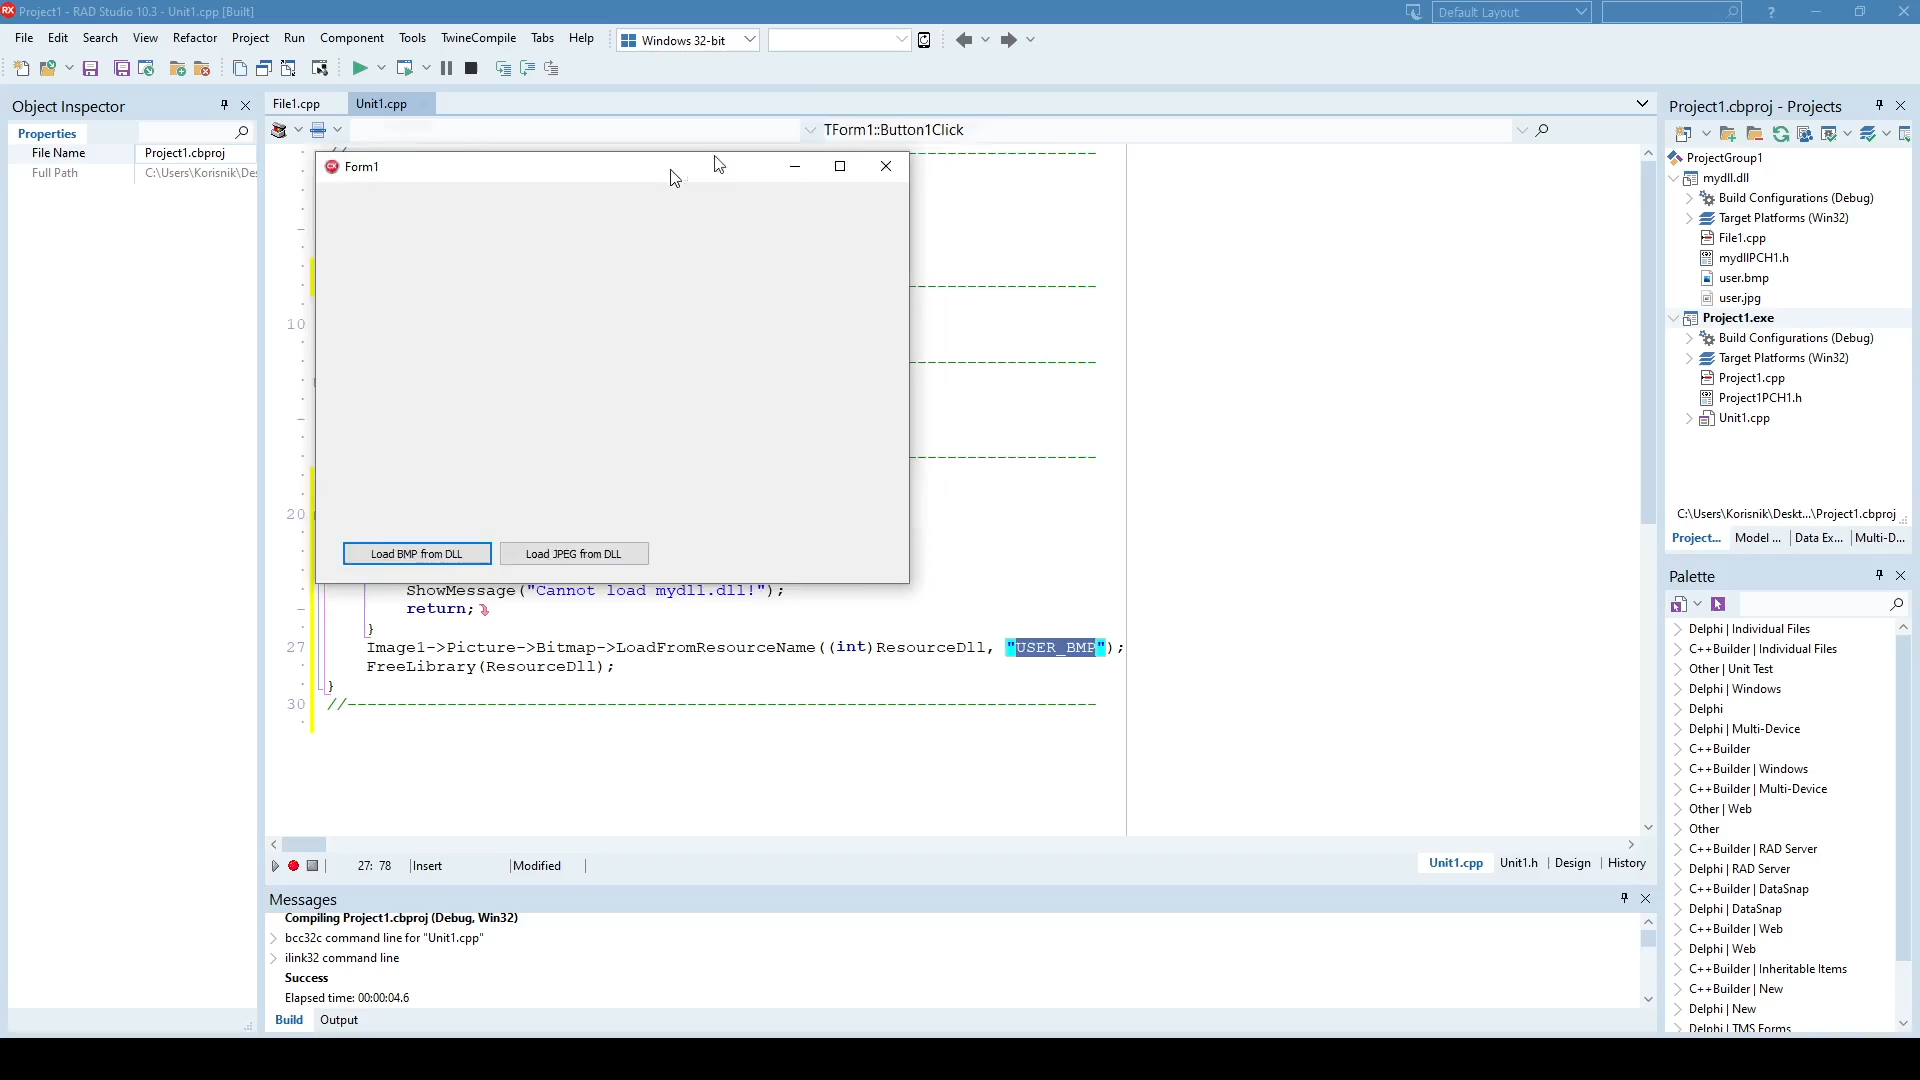 Project1 - RAD Studio 10.3 - Unit1.cpp [Built]
Default Layout
?
File Edit Search View Refactor Project Run Component Tools TwineCompile Tabs Help
Windows 32-bit
Object Inspector
Properties
File Name Project1.cbproj
Full Path C:\Users\Korisnik\Des
File1.cpp Unit1.cpp
TForm1::Button1Click
Form1
10
20
Load BMP from DLL Load JPEG from DLL
ShowMessage("Cannot load mydll.dll!");
return;
}
27 Image1->Picture->Bitmap->LoadFromResourceName((int)ResourceDll, "USER_BMP");
FreeLibrary(ResourceDll);
}
30 //---------------------------------------------------------------------------
27: 78 Insert Modified
Unit1.cpp Unit1.h Design History
Messages
Compiling Project1.cbproj (Debug, Win32)
bcc32c command line for "Unit1.cpp"
ilink32 command line
Success
Elapsed time: 00:00:04.6
Build Output
Project1.cbproj - Projects
ProjectGroup1
mydll.dll
Build Configurations (Debug)
Target Platforms (Win32)
File1.cpp
mydllPCH1.h
user.bmp
user.jpg
Project1.exe
Build Configurations (Debug)
Target Platforms (Win32)
Project1.cpp
Project1PCH1.h
Unit1.cpp
C:\Users\Korisnik\Deskt...\Project1.cbproj
Project... Model ... Data Ex... Multi-D...
Palette
Delphi | Individual Files
C++Builder | Individual Files
Other | Unit Test
Delphi | Windows
Delphi
Delphi | Multi-Device
C++Builder
C++Builder | Windows
C++Builder | Multi-Device
Other | Web
Other
C++Builder | RAD Server
Delphi | RAD Server
C++Builder | DataSnap
Delphi | DataSnap
C++Builder | Web
Delphi | Web
C++Builder | Inheritable Items
C++Builder | New
Delphi | New
Delphi | TMS Forms